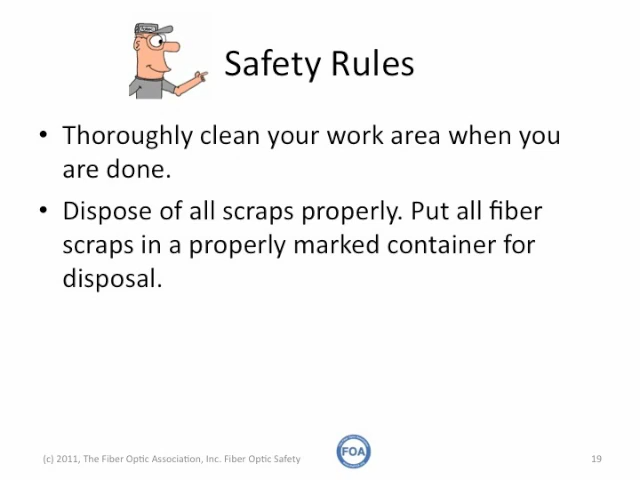 Safety Rules
• Thoroughly clean your work area when you
are done.
• Dispose of all scraps properly. Put all fiber
scraps in a properly marked container for
disposal.
(c) 2011, The Fiber Optic Association, Inc. Fiber Optic Safety
FOA
19